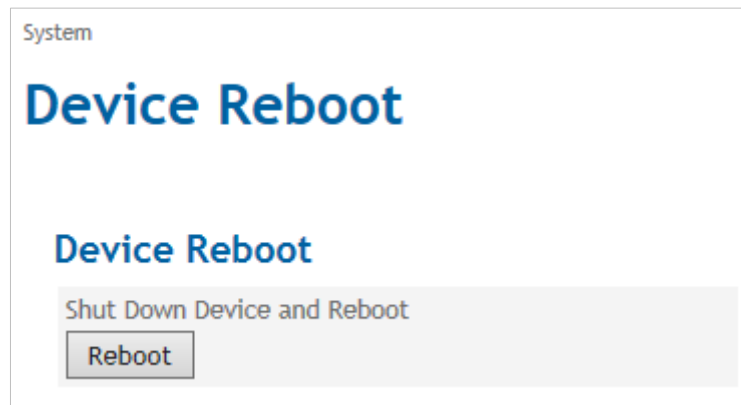 System
Device Reboot
Device Reboot
Shut Down Device and Reboot
Reboot